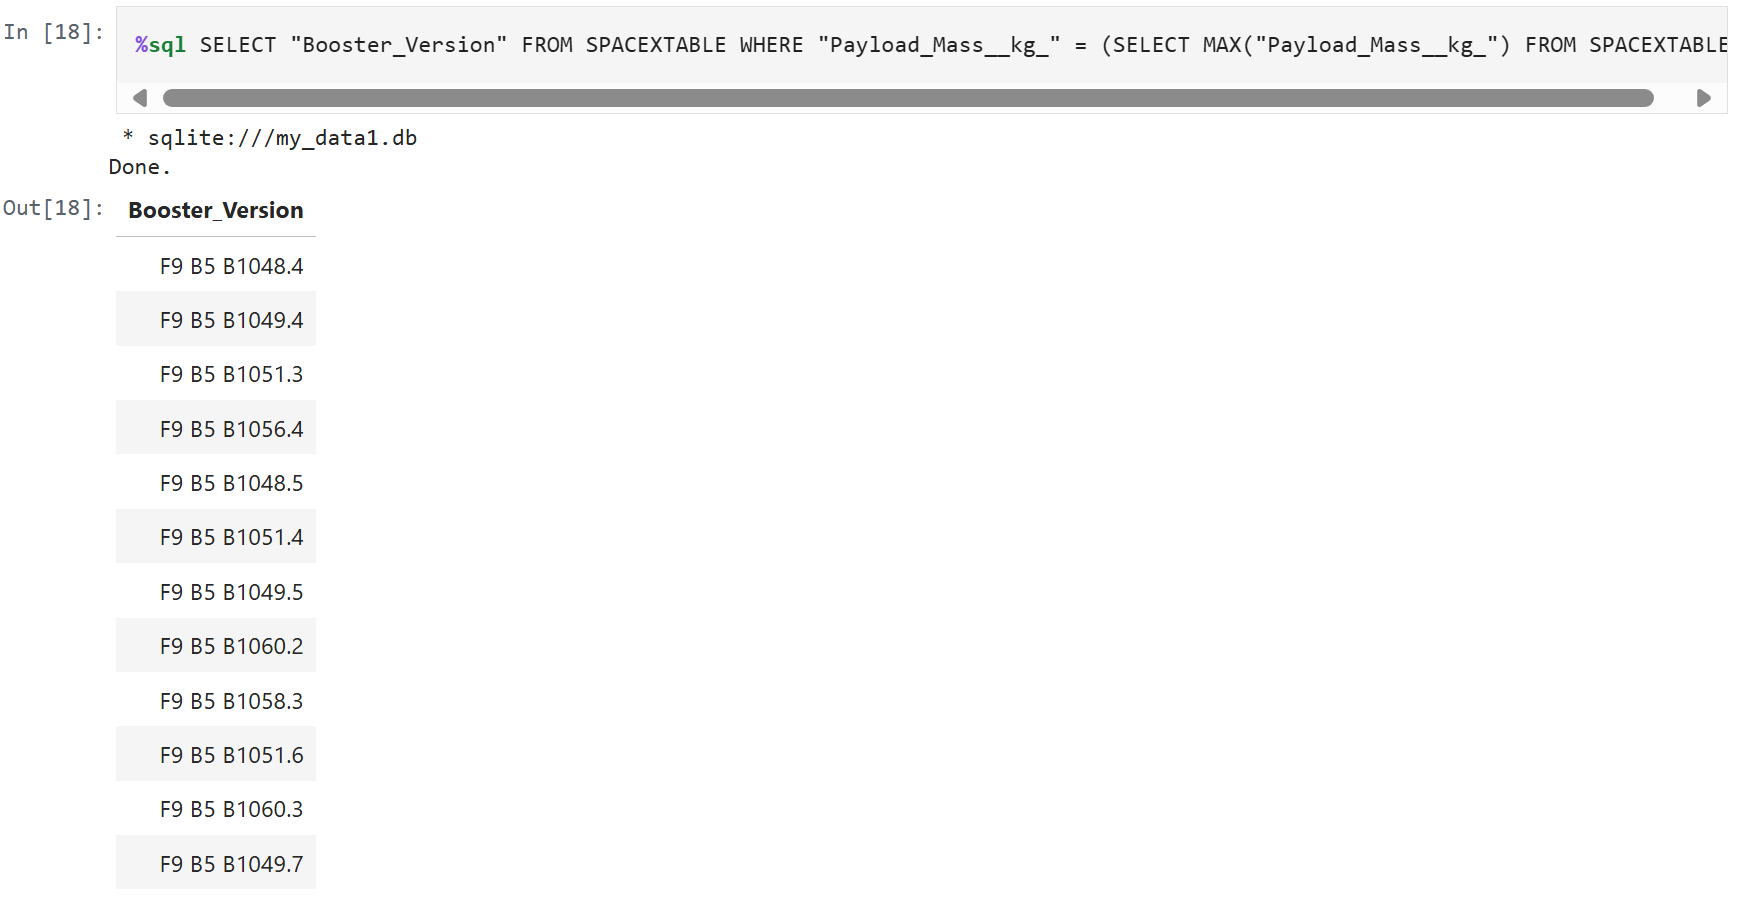 In [18]:
%sql SELECT "Booster_Version" FROM SPACEXTABLE WHERE "Payload_Mass__kg_" = (SELECT MAX("Payload_Mass__kg_") FROM SPACEXTABLE
* sqlite:///my_data1.db
Done.
Out[18]:
Booster_Version
F9 B5 B1048.4
F9 B5 B1049.4
F9 B5 B1051.3
F9 B5 B1056.4
F9 B5 B1048.5
F9 B5 B1051.4
F9 B5 B1049.5
F9 B5 B1060.2
F9 B5 B1058.3
F9 B5 B1051.6
F9 B5 B1060.3
F9 B5 B1049.7